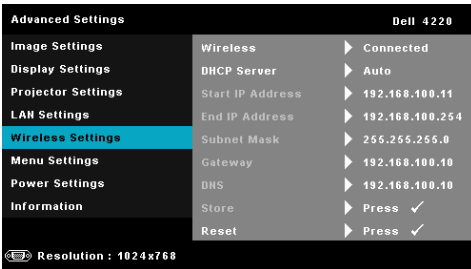 Advanced Settings Dell 4220
Image Settings Wireless Connected
Display Settings DHCP Server Auto
Projector Settings Start IP Address 192.168.100.11
LAN Settings End IP Address 192.168.100.254
Wireless Settings Subnet Mask 255.255.255.0
Menu Settings Gateway 192.168.100.10
Power Settings DNS 192.168.100.10
Information Store Press ✓
Reset Press ✓
Resolution : 1024x768